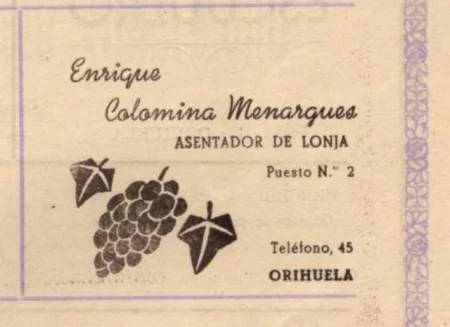 Enrique
Colomina Menargues
ASENTADOR DE LONJA
Puesto N.º 2
Teléfono, 45
ORIHUELA